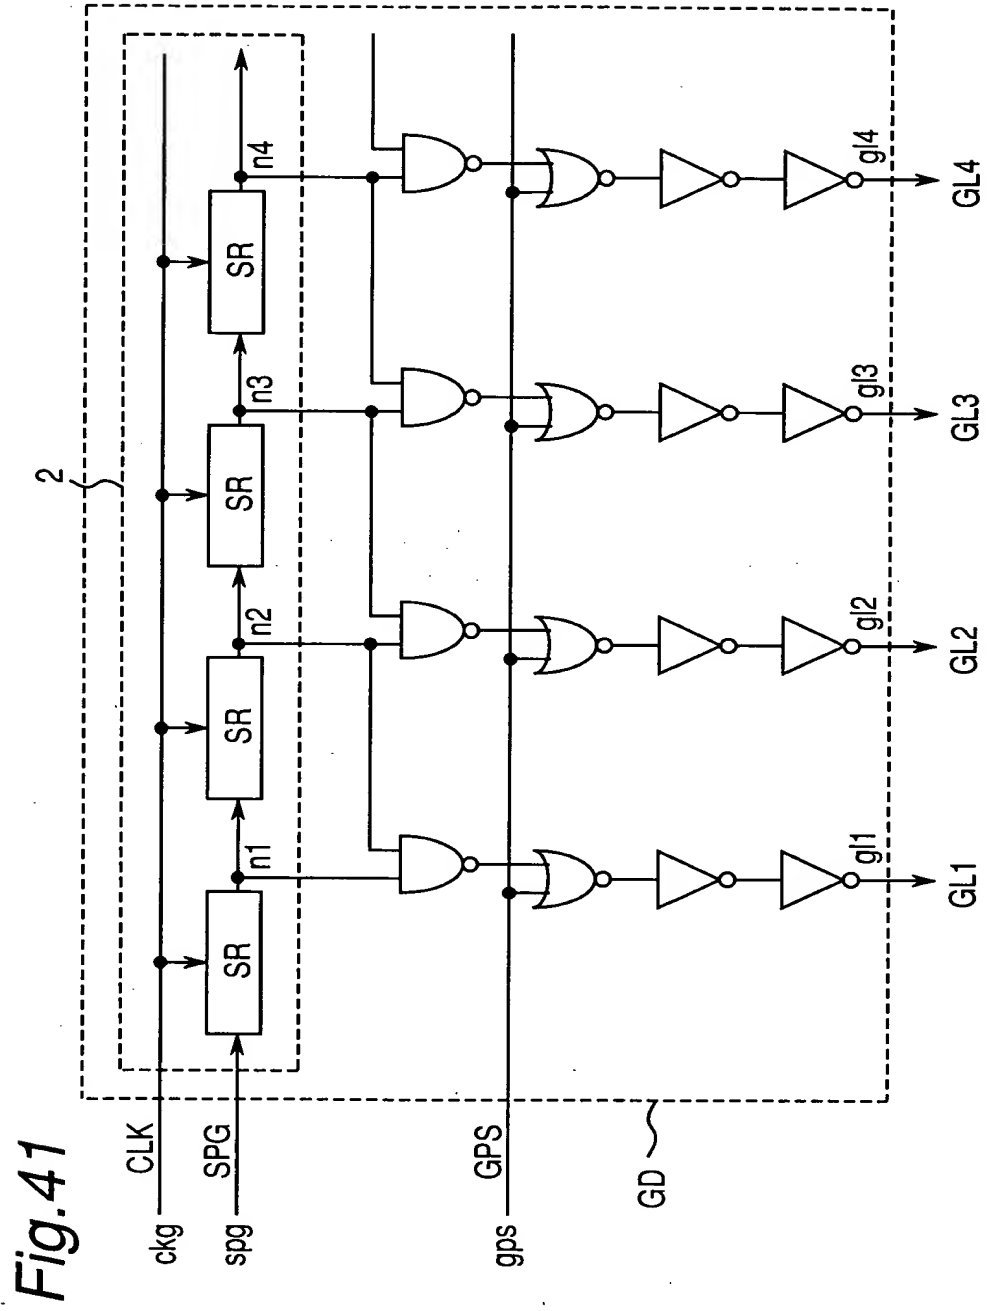 Fig.41
2
ckg CLK
spg SPG
SR n1 SR n2 SR n3 SR n4
gps GPS
GD
gl1 gl2 gl3 gl4
GL1 GL2 GL3 GL4